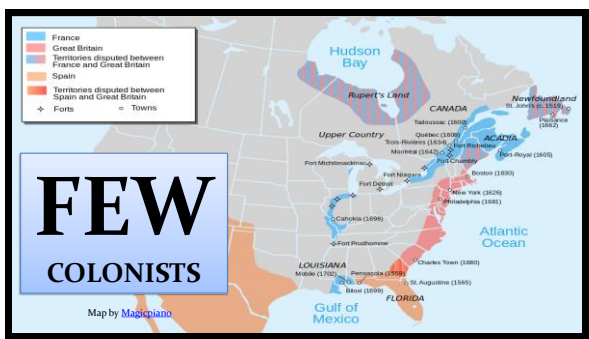 France
Great Britain
Territories disputed between
France and Great Britain
Spain
Territories disputed between
Spain and Great Britain
Forts
Towns
Hudson
Bay
Rupert's Land
Newfoundland
St. John's (c. 1519)
Plaisance
(1662)
CANADA
Tadoussac (1600)
Québec (1608)
Trois-Rivières (1634)
Fort Richelieu
Montréal (1642)
Fort Chambly
ACADIA
Port-Royal (1605)
Upper Country
Fort Michilimackinac
Fort Niagara
Fort Détroit
Boston (1630)
New York (1626)
Philadelphia (1681)
Cahokia (1698)
Fort Prudhomme
Atlantic
Ocean
LOUISIANA
Mobile (1702)
Biloxi (1699)
Pensacola (1559)
Charles Town (1680)
St. Augustine (1565)
FLORIDA
Gulf of
Mexico
FEW
COLONISTS
Map by Magicpiano